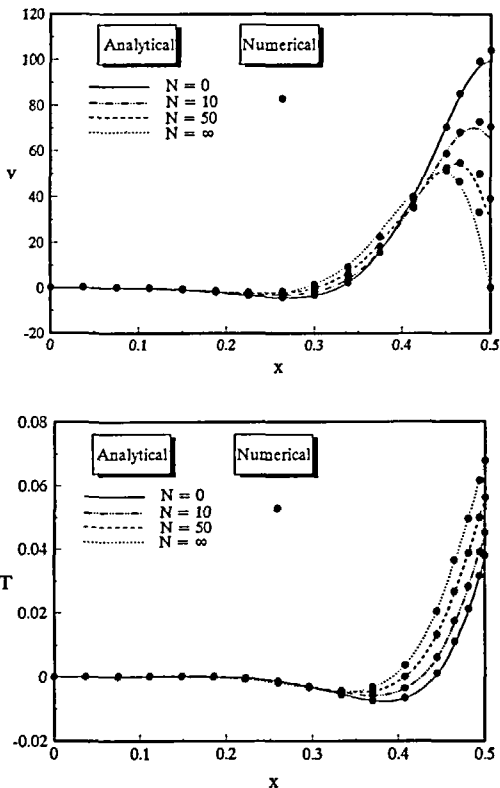 120
100
80
60
40
20
0
-20
v
Analytical
Numerical
N = 0
N = 10
N = 50
N = ∞
0
0.1
0.2
0.3
0.4
0.5
x
0.08
0.06
0.04
0.02
0
-0.02
T
Analytical
Numerical
N = 0
N = 10
N = 50
N = ∞
0
0.1
0.2
0.3
0.4
0.5
x